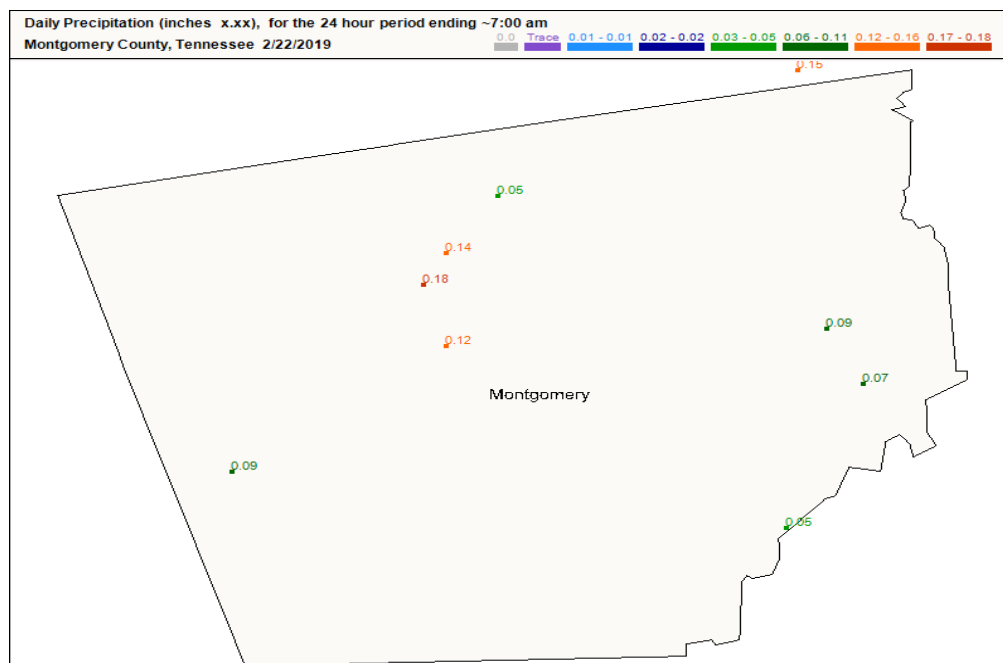 Daily Precipitation (inches x.xx), for the 24 hour period ending ~7:00 am
Montgomery County, Tennessee 2/22/2019
0.0 Trace 0.01 - 0.01 0.02 - 0.02 0.03 - 0.05 0.06 - 0.11 0.12 - 0.16 0.17 - 0.18
0.15
0.05
0.14
0.18
0.09
0.12
0.07
Montgomery
0.09
0.05